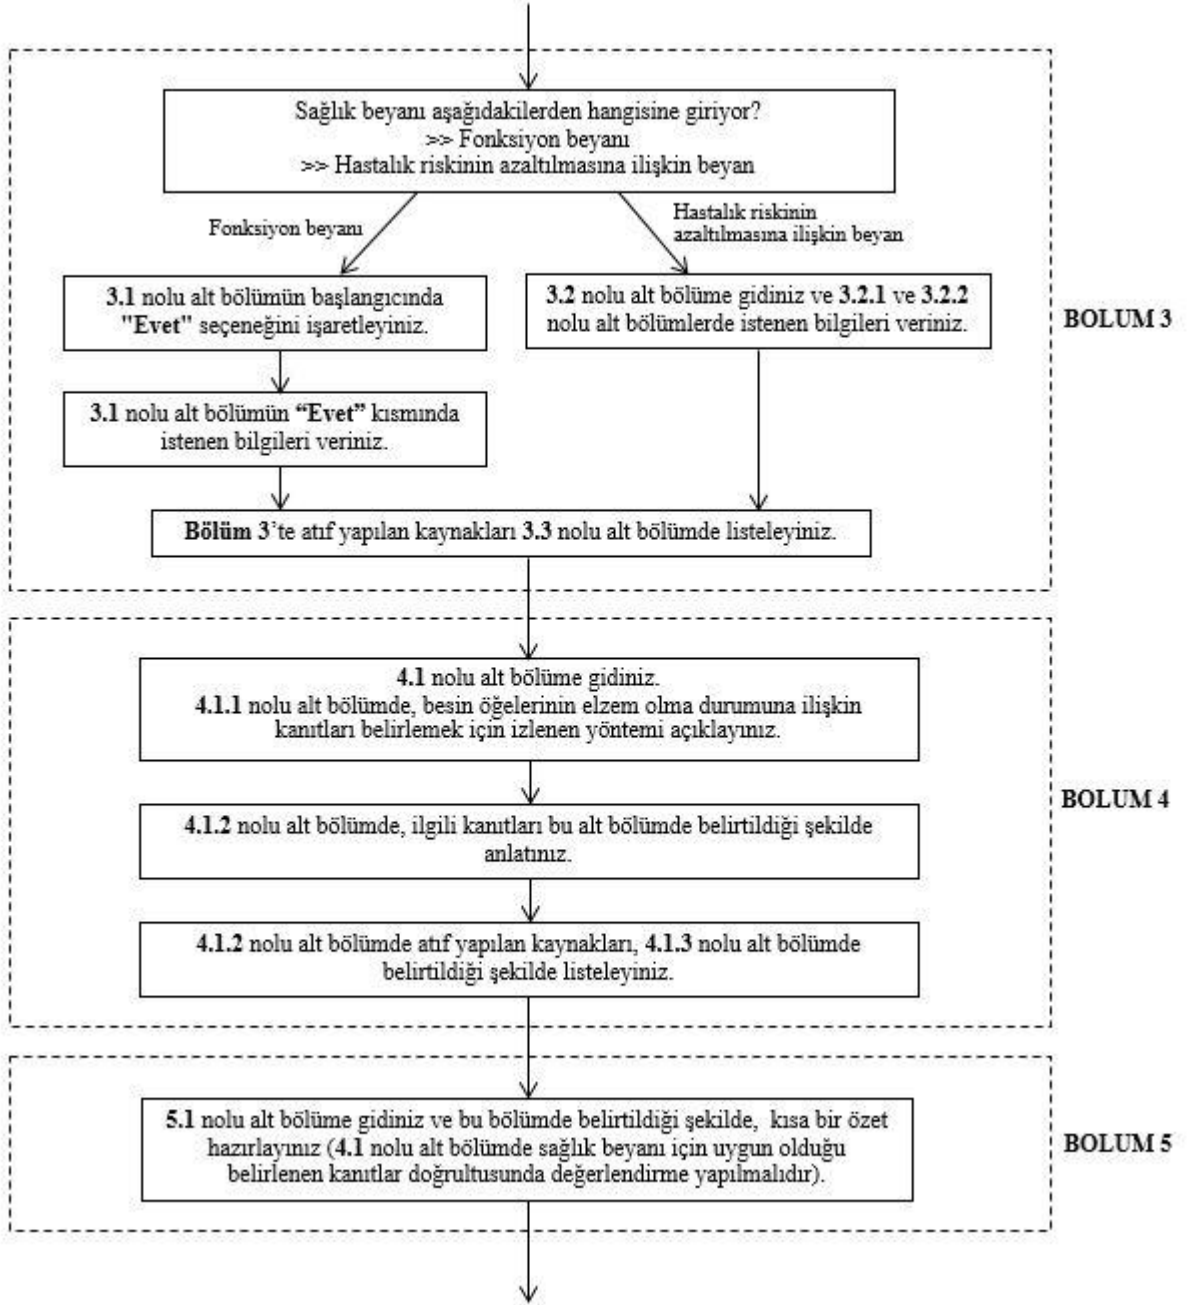 Sağlık beyanı aşağıdakilerden hangisine giriyor?
>> Fonksiyon beyanı
>> Hastalık riskinin azaltılmasına ilişkin beyan
Fonksiyon beyanı
Hastalık riskinin
azaltılmasına ilişkin beyan
3.1 nolu alt bölümün başlangıcında
"Evet" seçeneğini işaretleyiniz.
3.2 nolu alt bölüme gidiniz ve 3.2.1 ve 3.2.2
nolu alt bölümlerde istenen bilgileri veriniz.
BOLUM 3
3.1 nolu alt bölümün “Evet” kısmında
istenen bilgileri veriniz.
Bölüm 3’te atıf yapılan kaynakları 3.3 nolu alt bölümde listeleyiniz.
4.1 nolu alt bölüme gidiniz.
4.1.1 nolu alt bölümde, besin öğelerinin elzem olma durumuna ilişkin
kanıtları belirlemek için izlenen yöntemi açıklayınız.
BOLUM 4
4.1.2 nolu alt bölümde, ilgili kanıtları bu alt bölümde belirtildiği şekilde
anlatınız.
4.1.2 nolu alt bölümde atıf yapılan kaynakları, 4.1.3 nolu alt bölümde
belirtildiği şekilde listeleyiniz.
5.1 nolu alt bölüme gidiniz ve bu bölümde belirtildiği şekilde, kısa bir özet
hazırlayınız (4.1 nolu alt bölümde sağlık beyanı için uygun olduğu
belirlenen kanıtlar doğrultusunda değerlendirme yapılmalıdır).
BOLUM 5